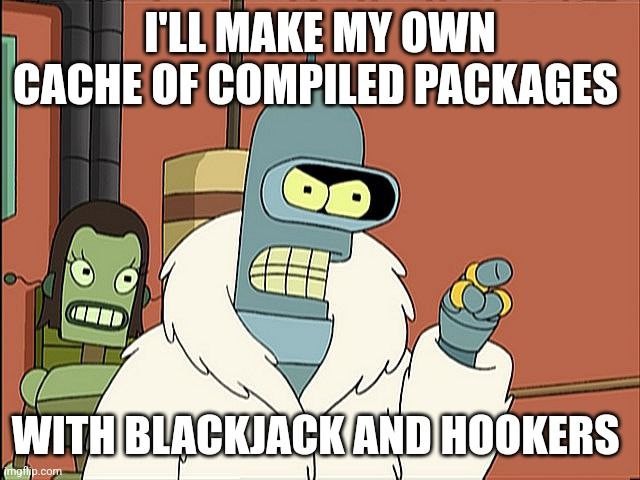 I'LL MAKE MY OWN
CACHE OF COMPILED PACKAGES
WITH BLACKJACK AND HOOKERS
imgflip.com